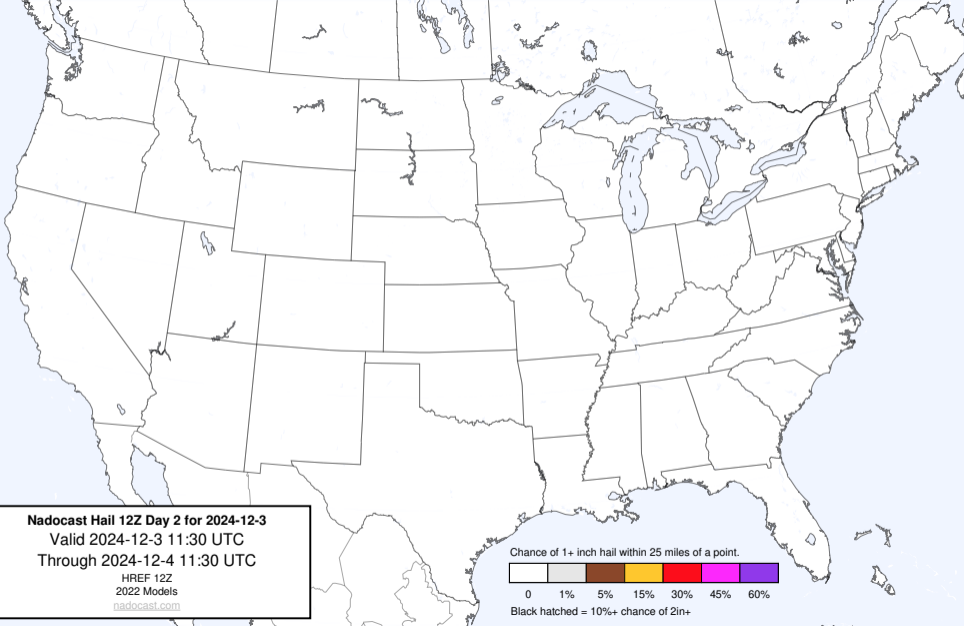 Nadocast Hail 12Z Day 2 for 2024-12-3
Valid 2024-12-3 11:30 UTC
Through 2024-12-4 11:30 UTC
HREF 12Z
2022 Models
nadocast.com
Chance of 1+ inch hail within 25 miles of a point.
0 1% 5% 15% 30% 45% 60%
Black hatched = 10%+ chance of 2in+